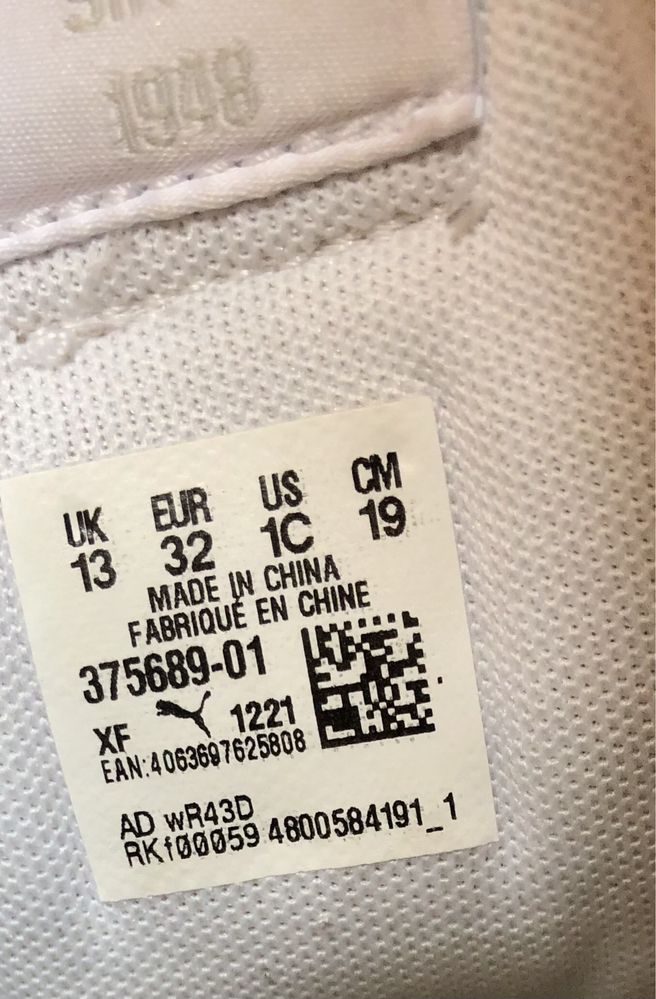 1948
UK EUR US CM
13 32 1C 19
MADE IN CHINA
FABRIQUÉ EN CHINE
375689-01
XF 1221
EAN:4063697625808
AD wR43D
RKf00059 4800584191_1